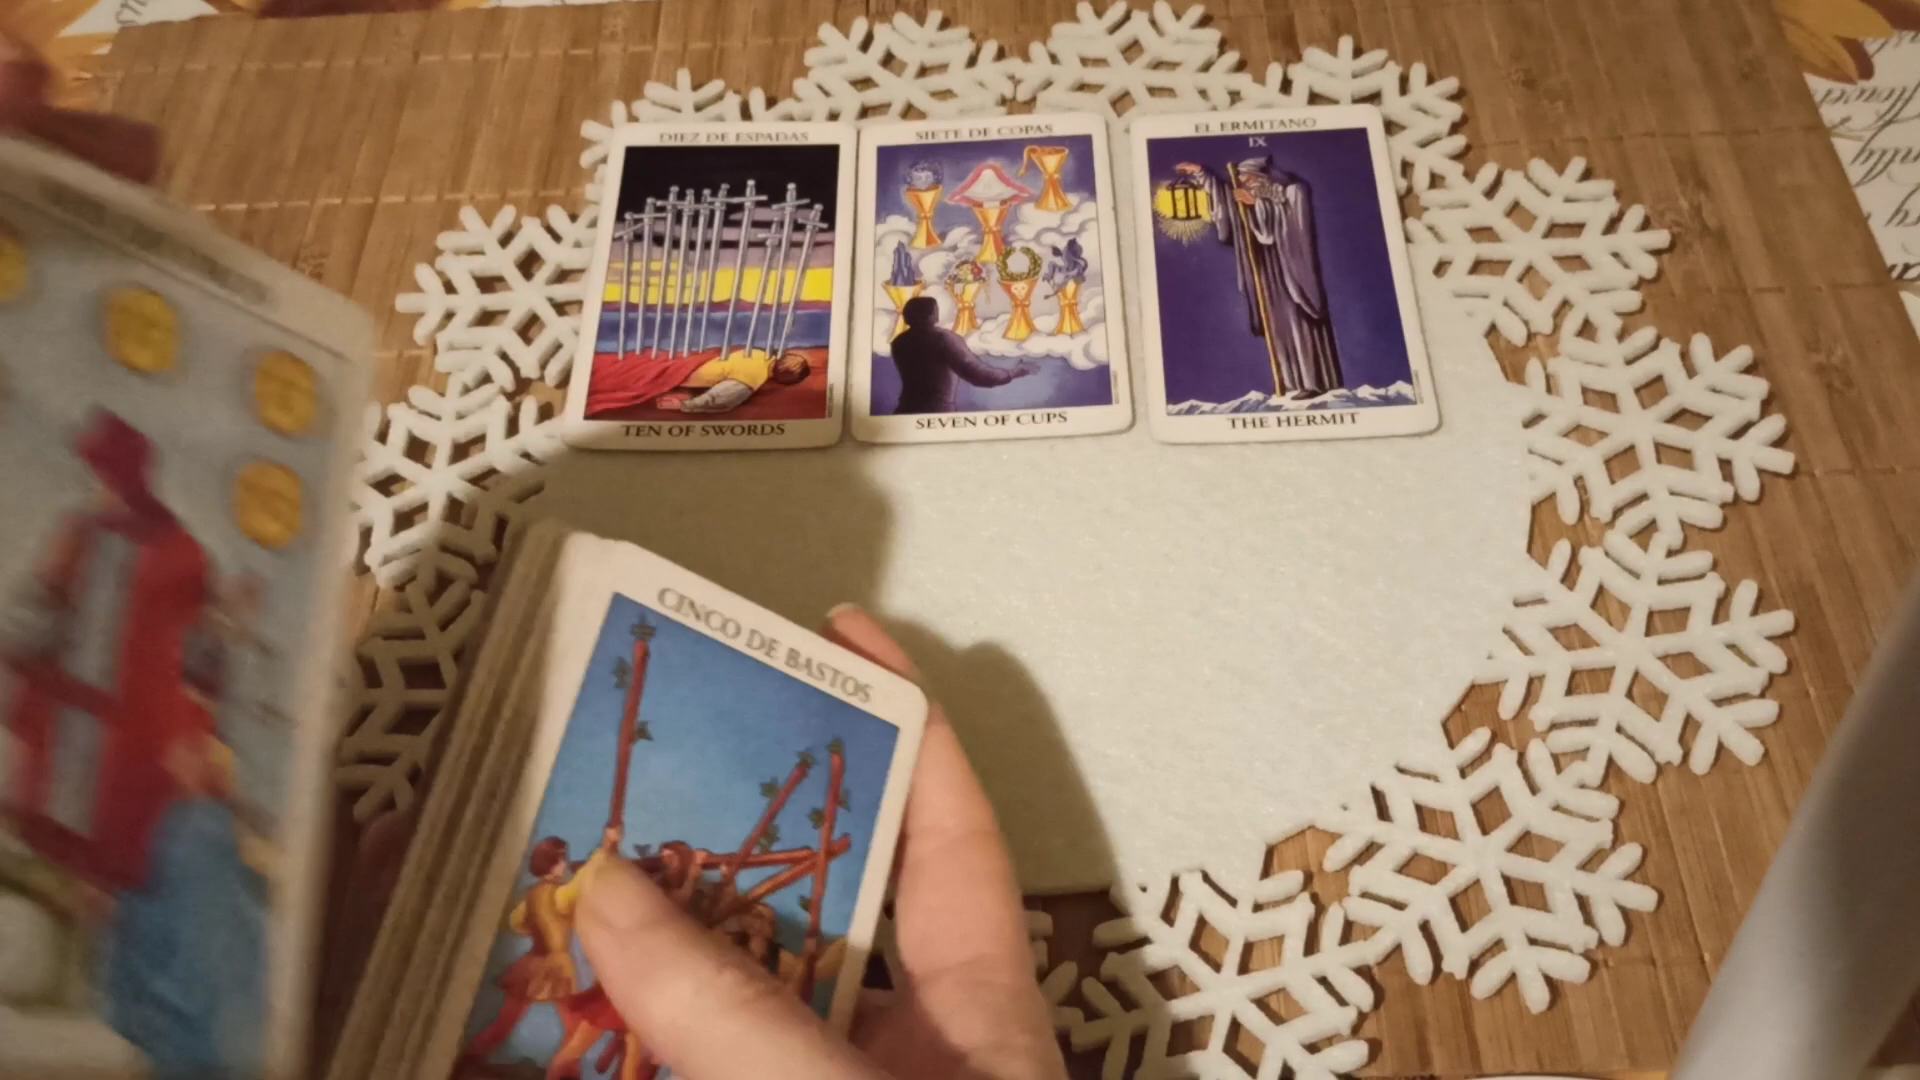 DIEZ DE ESPADAS
TEN OF SWORDS
SIETE DE COPAS
SEVEN OF CUPS
EL ERMITANO
IX
THE HERMIT
CINCO DE BASTOS